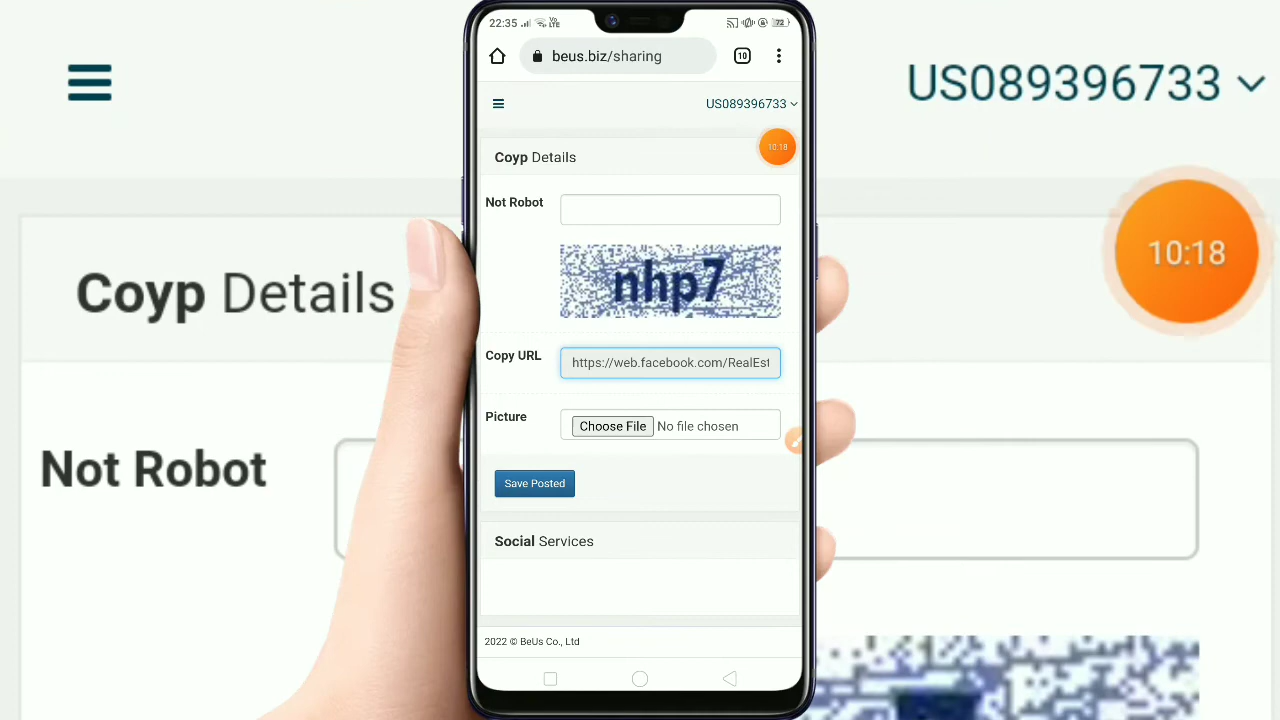 US089396733
Coyp Details
10:18
Not Robot
22:35
72
beus.biz/sharing
10
US089396733
10:18
Coyp Details
Not Robot
nhp7
Copy URL
https://web.facebook.com/RealEst
Picture
Choose File No file chosen
Save Posted
Social Services
2022 © BeUs Co., Ltd